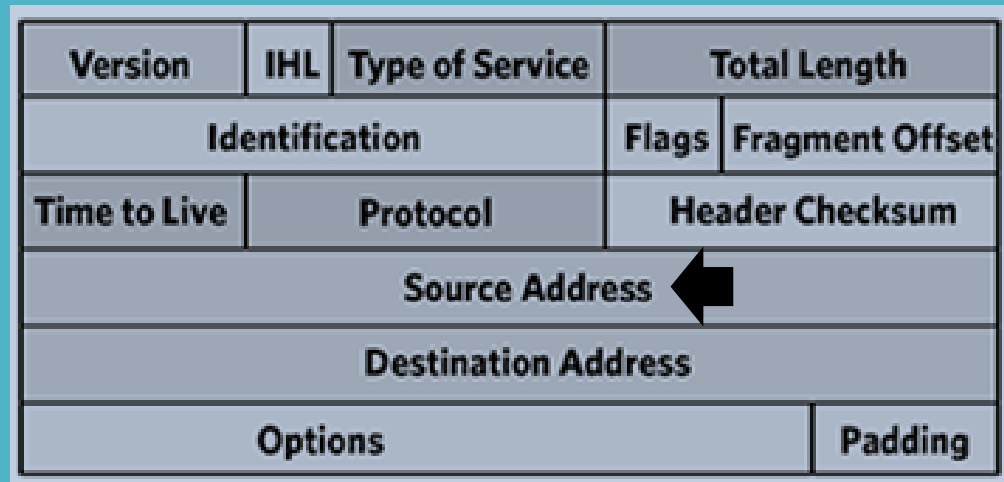 Version IHL Type of Service Total Length
Identification Flags Fragment Offset
Time to Live Protocol Header Checksum
Source Address
Destination Address
Options Padding